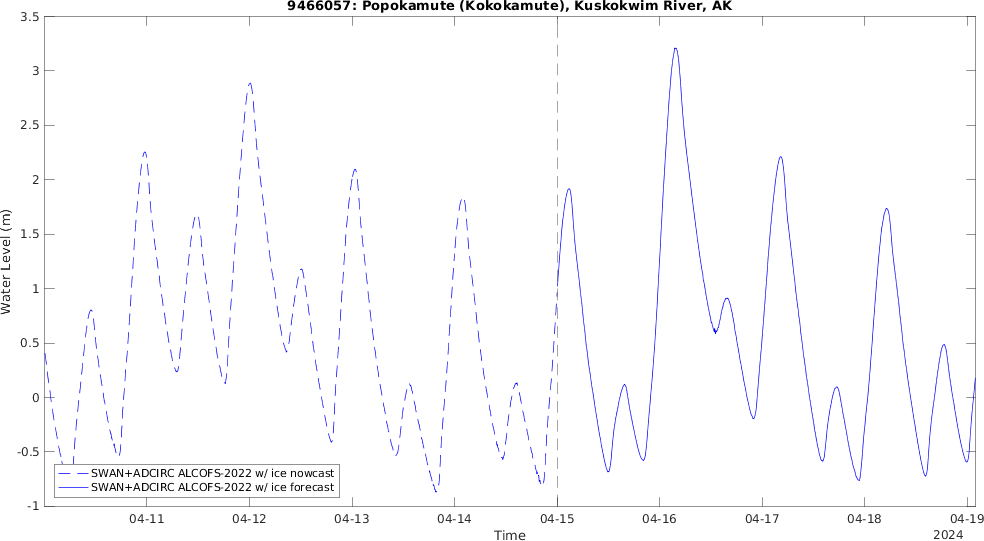 9466057: Popokamute (Kokokamute), Kuskokwim River, AK
3.5
3
2.5
2
1.5
1
0.5
0
-0.5
-1
Water Level (m)
SWAN+ADCIRC ALCOFS-2022 w/ ice nowcast
SWAN+ADCIRC ALCOFS-2022 w/ ice forecast
04-11 04-12 04-13 04-14 04-15 04-16 04-17 04-18 04-19
Time
2024